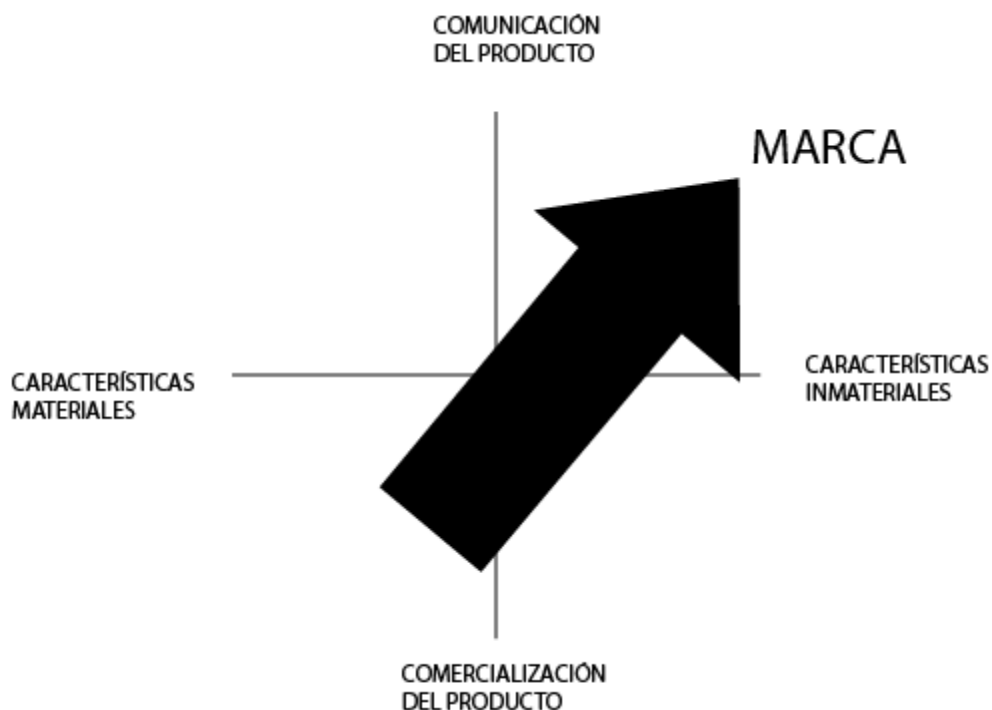 COMUNICACIÓN
DEL PRODUCTO
MARCA
CARACTERÍSTICAS
MATERIALES
CARACTERÍSTICAS
INMATERIALES
COMERCIALIZACIÓN
DEL PRODUCTO